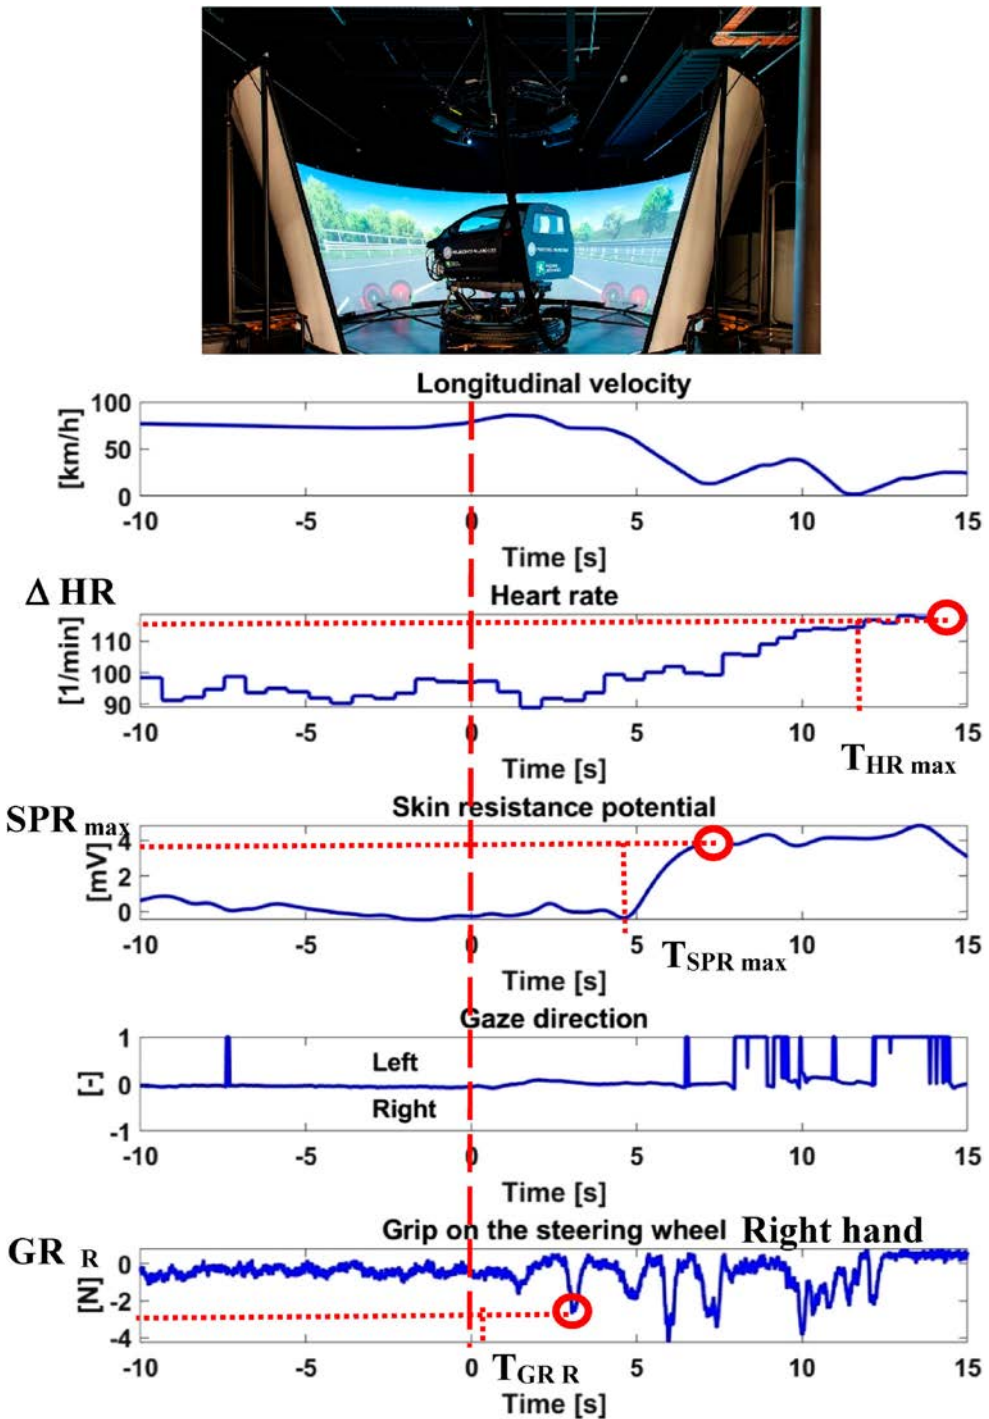 Longitudinal velocity
[km/h]
100
50
0
-10 -5 0 5 10 15
Time [s]
Δ HR
Heart rate
[1/min]
110
100
90
-10 -5 0 5 10 15
Time [s]
T HR max
Skin resistance potential
SPR max
[mV]
4
2
0
-10 -5 0 5 10 15
Time [s]
T SPR max
Gaze direction
[-]
1
0
-1
Left
Right
-10 -5 0 5 10 15
Time [s]
Grip on the steering wheel Right hand
GR R
[N]
0
-2
-4
-10 -5 0 5 10 15
T GR R
Time [s]